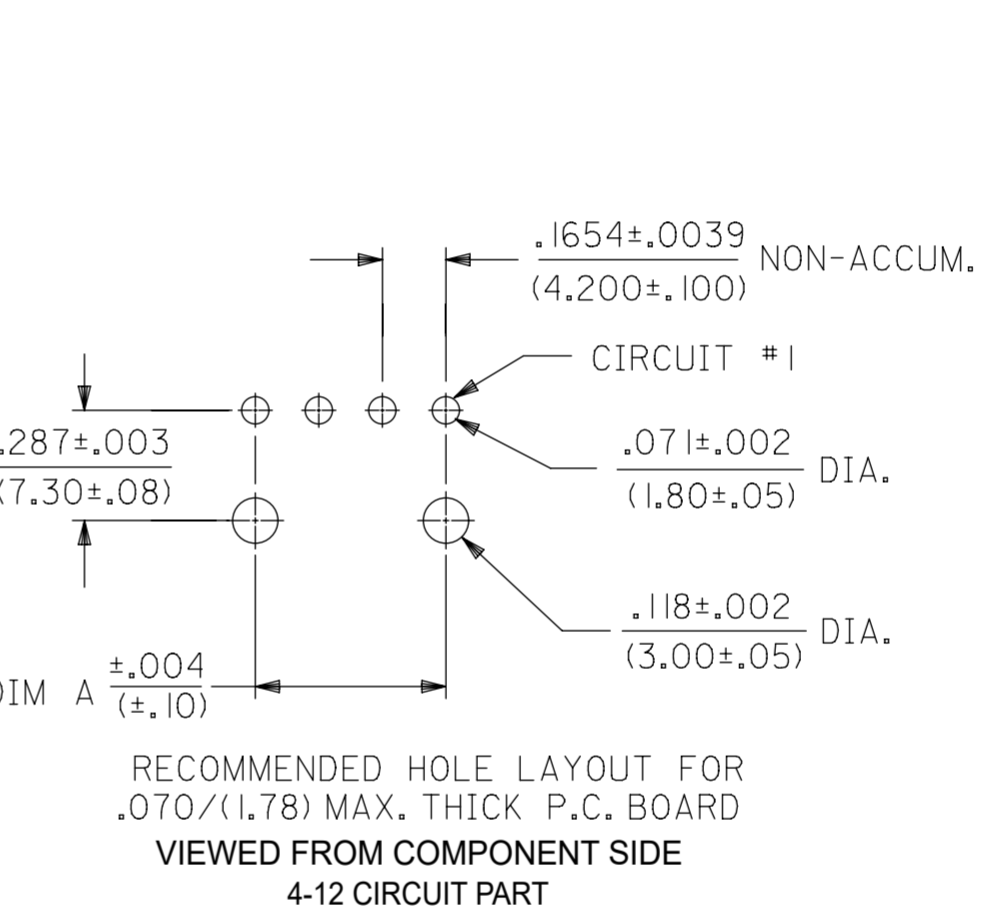 .1654±.0039
(4.200±.100) NON-ACCUM.
CIRCUIT #1
.287±.003
(7.30±.08)
.071±.002
(1.80±.05) DIA.
.118±.002
(3.00±.05) DIA.
A ±.004
(±.10)
RECOMMENDED HOLE LAYOUT FOR
.070/(1.78) MAX. THICK P.C. BOARD
VIEWED FROM COMPONENT SIDE
4-12 CIRCUIT PART